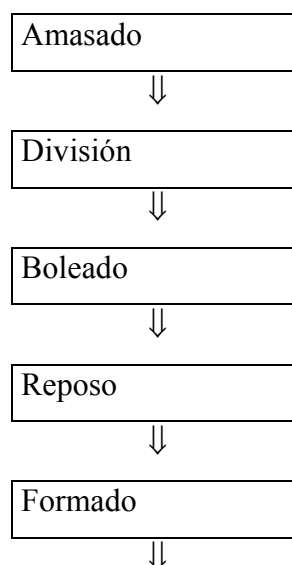 Amasado
⇓
División
⇓
Boleado
⇓
Reposo
⇓
Formado
⇓